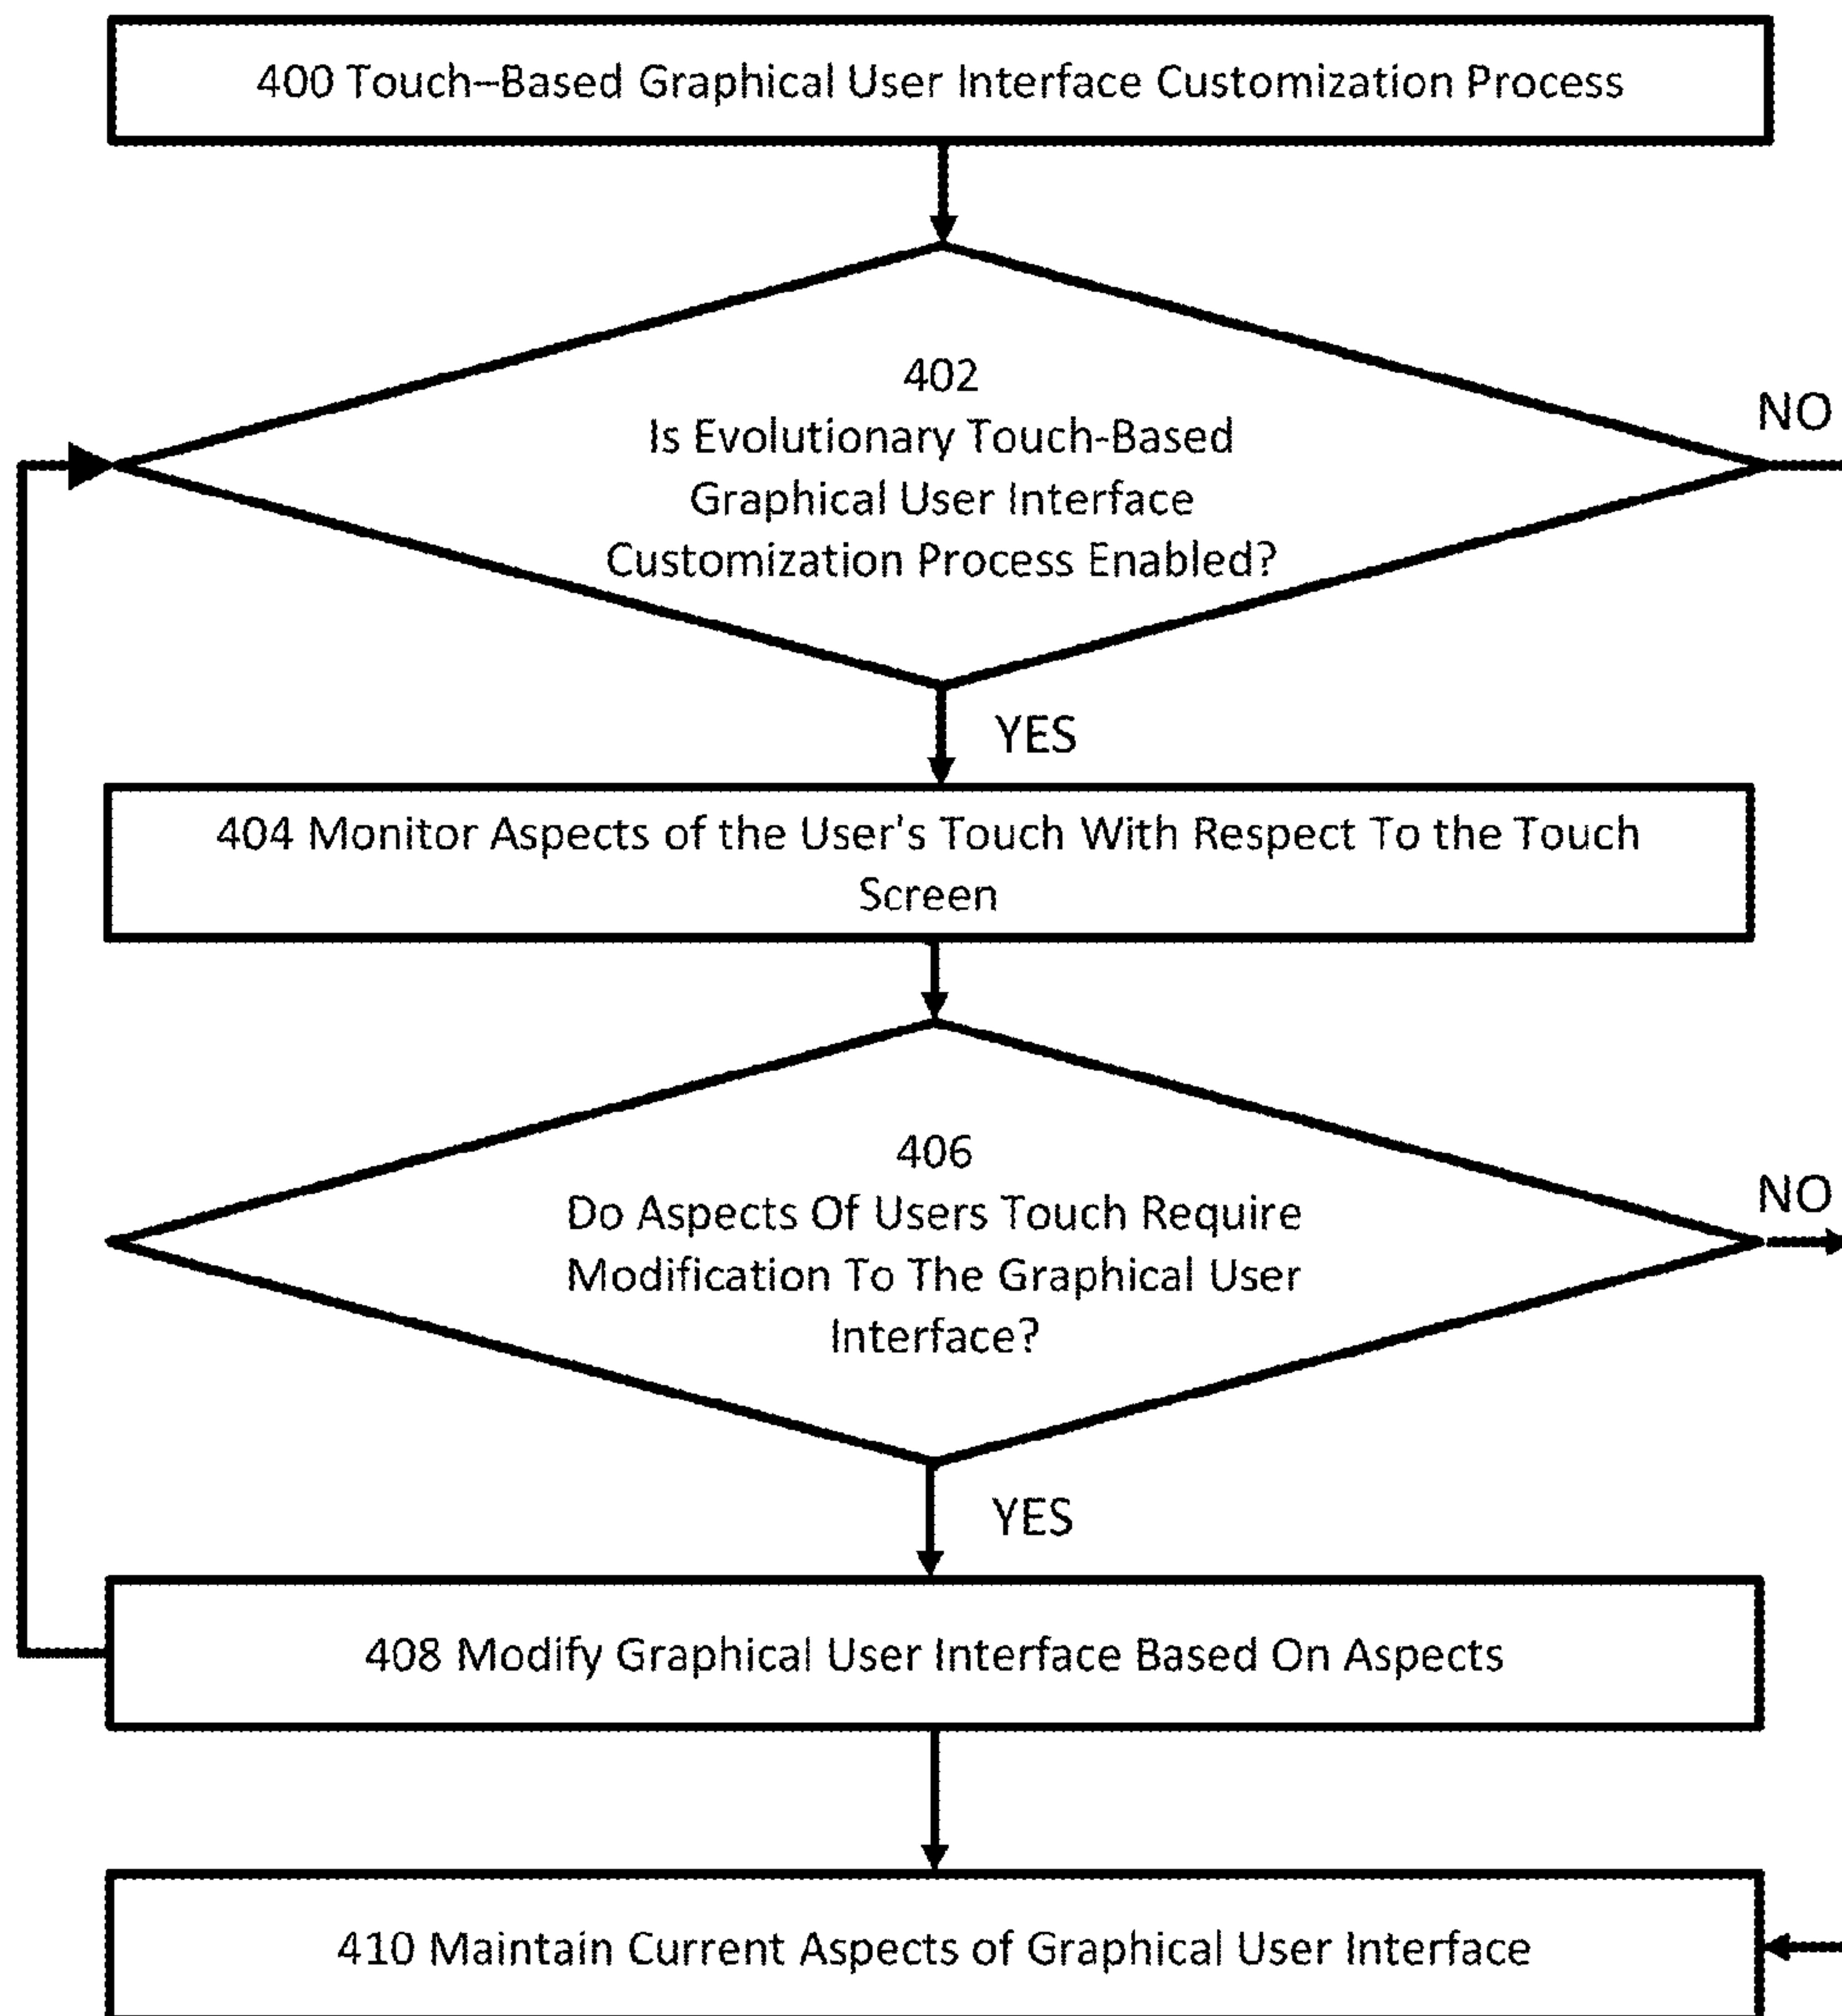 400 Touch–Based Graphical User Interface Customization Process
402
Is Evolutionary Touch-Based
Graphical User Interface
Customization Process Enabled?
NO
YES
404 Monitor Aspects of the User's Touch With Respect To the Touch
Screen
406
Do Aspects Of Users Touch Require
Modification To The Graphical User
Interface?
NO
YES
408 Modify Graphical User Interface Based On Aspects
410 Maintain Current Aspects of Graphical User Interface